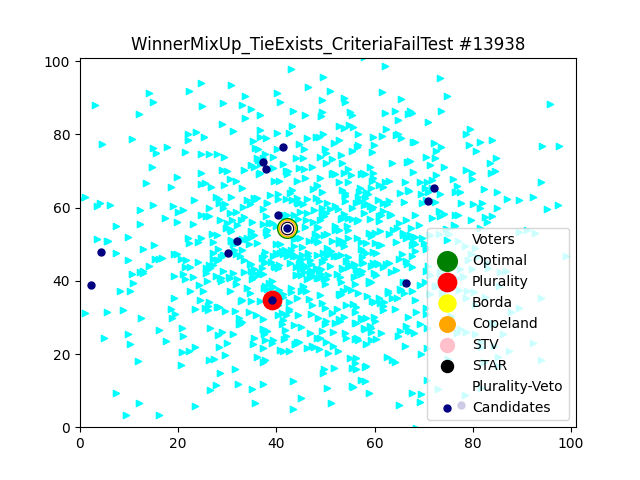 WinnerMixUp_TieExists_CriteriaFailTest #13938
100
80
60
40
20
0
0
20
40
60
80
100
Voters
Optimal
Plurality
Borda
Copeland
STV
STAR
Plurality-Veto
Candidates